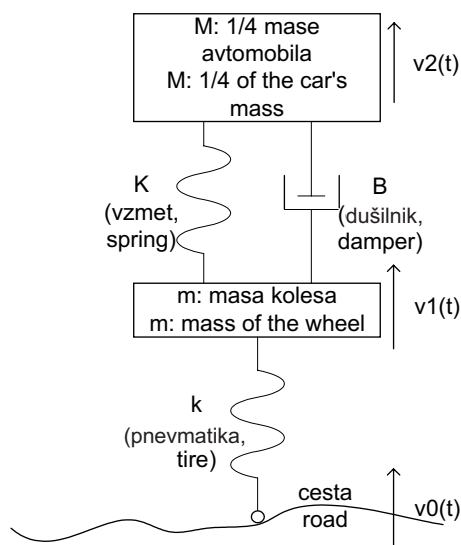 M: 1/4 mase
avtomobila
M: 1/4 of the car's
mass
v2(t)
K
(vzmet,
spring)
B
(dušilnik,
damper)
m: masa kolesa
m: mass of the wheel
v1(t)
k
(pnevmatika,
tire)
cesta
road
v0(t)